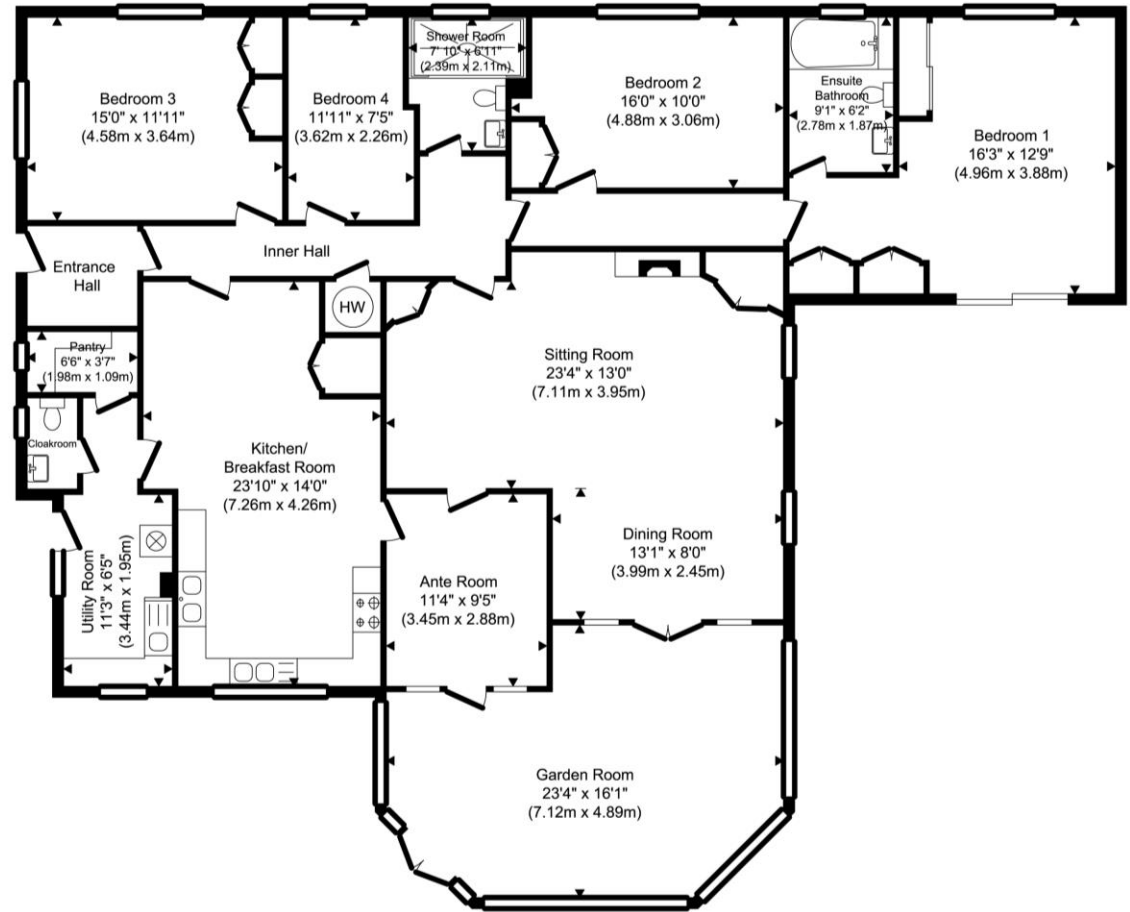 Bedroom 3
15'0" x 11'11"
(4.58m x 3.64m)
Bedroom 4
11'11" x 7'5"
(3.62m x 2.26m)
Shower Room
7' 10" x 6'11"
(2.39m x 2.11m)
Bedroom 2
16'0" x 10'0"
(4.88m x 3.06m)
Ensuite
Bathroom
9'1" x 6'2"
(2.78m x 1.87m)
Bedroom 1
16'3" x 12'9"
(4.96m x 3.88m)
Entrance
Hall
Inner Hall
HW
Pantry
6'6" x 3'7"
(1.98m x 1.09m)
Cloakroom
Kitchen/
Breakfast Room
23'10" x 14'0"
(7.26m x 4.26m)
Sitting Room
23'4" x 13'0"
(7.11m x 3.95m)
Utility Room
11'3" x 6'5"
(3.44m x 1.95m)
Ante Room
11'4" x 9'5"
(3.45m x 2.88m)
Dining Room
13'1" x 8'0"
(3.99m x 2.45m)
Garden Room
23'4" x 16'1"
(7.12m x 4.89m)